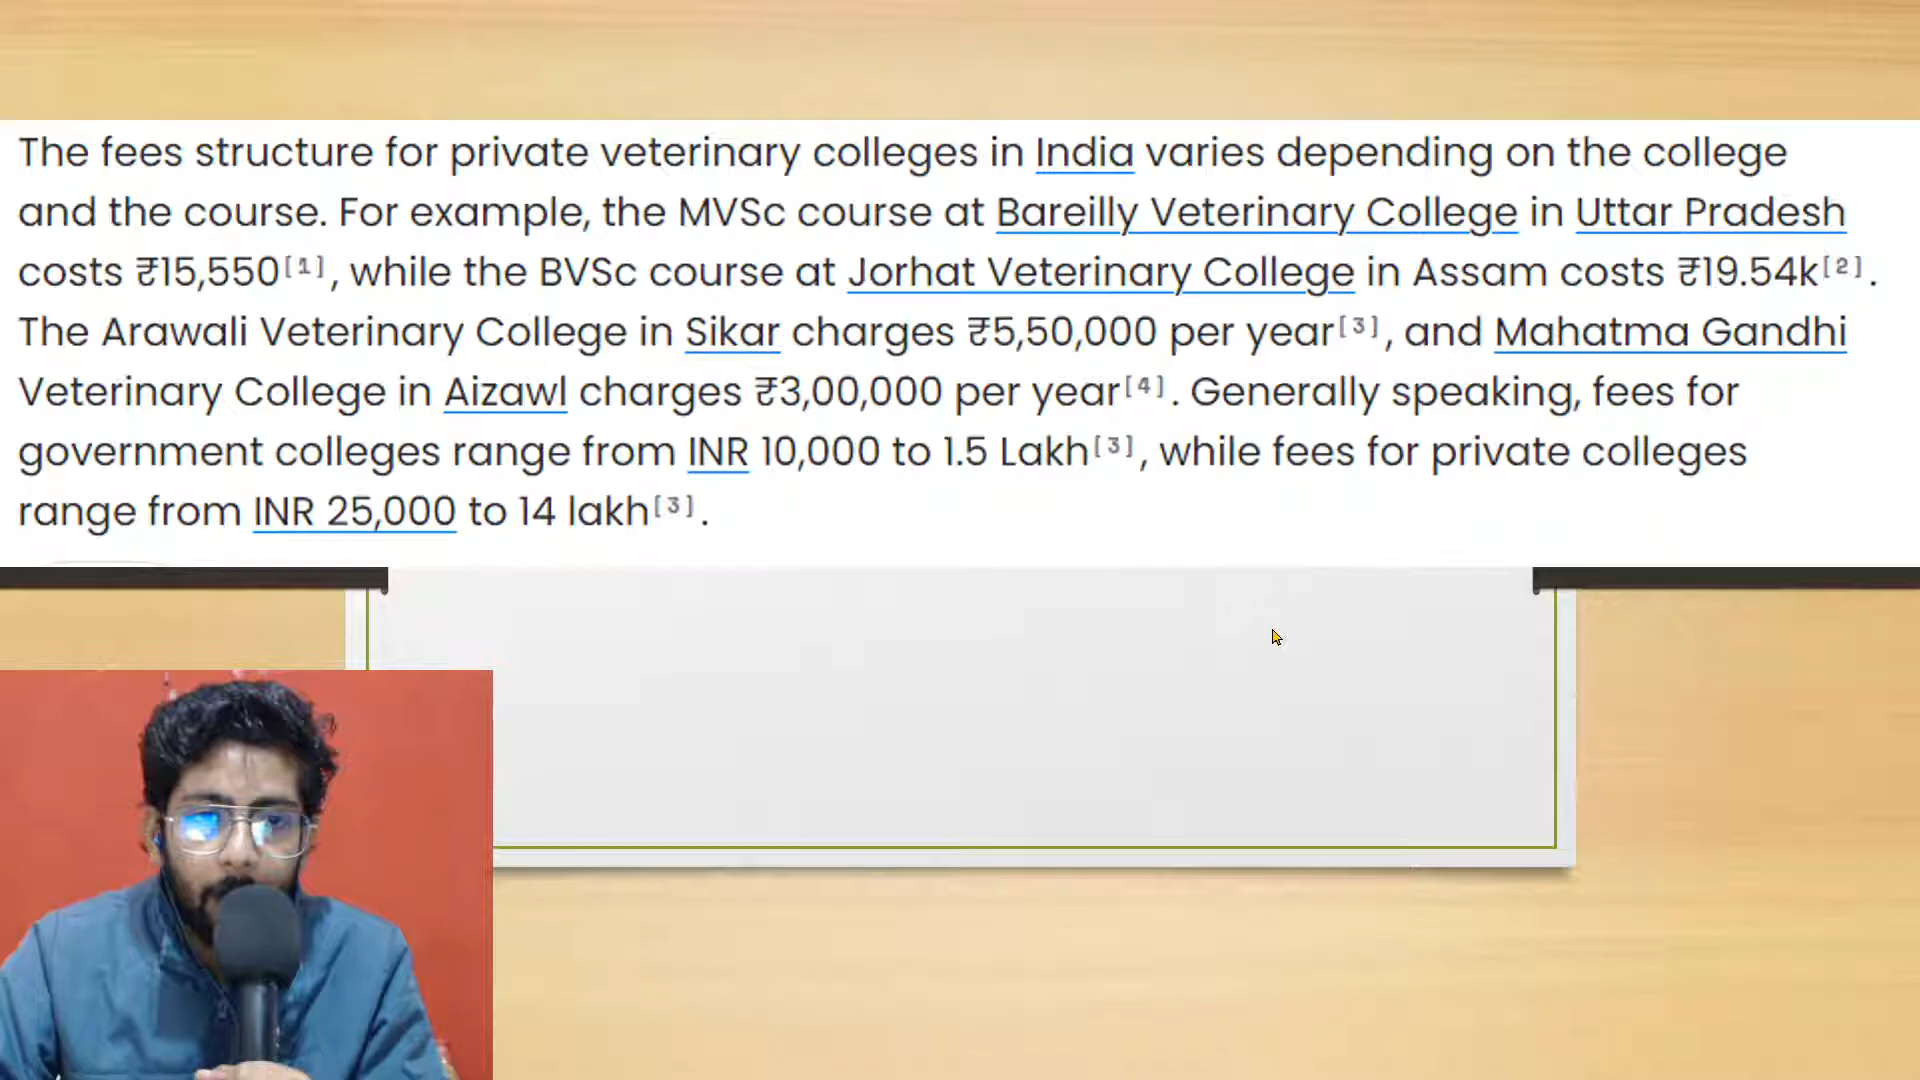 The fees structure for private veterinary colleges in India varies depending on the college
and the course. For example, the MVSc course at Bareilly Veterinary College in Uttar Pradesh
costs ₹15,550[1], while the BVSc course at Jorhat Veterinary College in Assam costs ₹19.54k[2].
The Arawali Veterinary College in Sikar charges ₹5,50,000 per year[3], and Mahatma Gandhi
Veterinary College in Aizawl charges ₹3,00,000 per year[4]. Generally speaking, fees for
government colleges range from INR 10,000 to 1.5 Lakh[3], while fees for private colleges
range from INR 25,000 to 14 lakh[3].